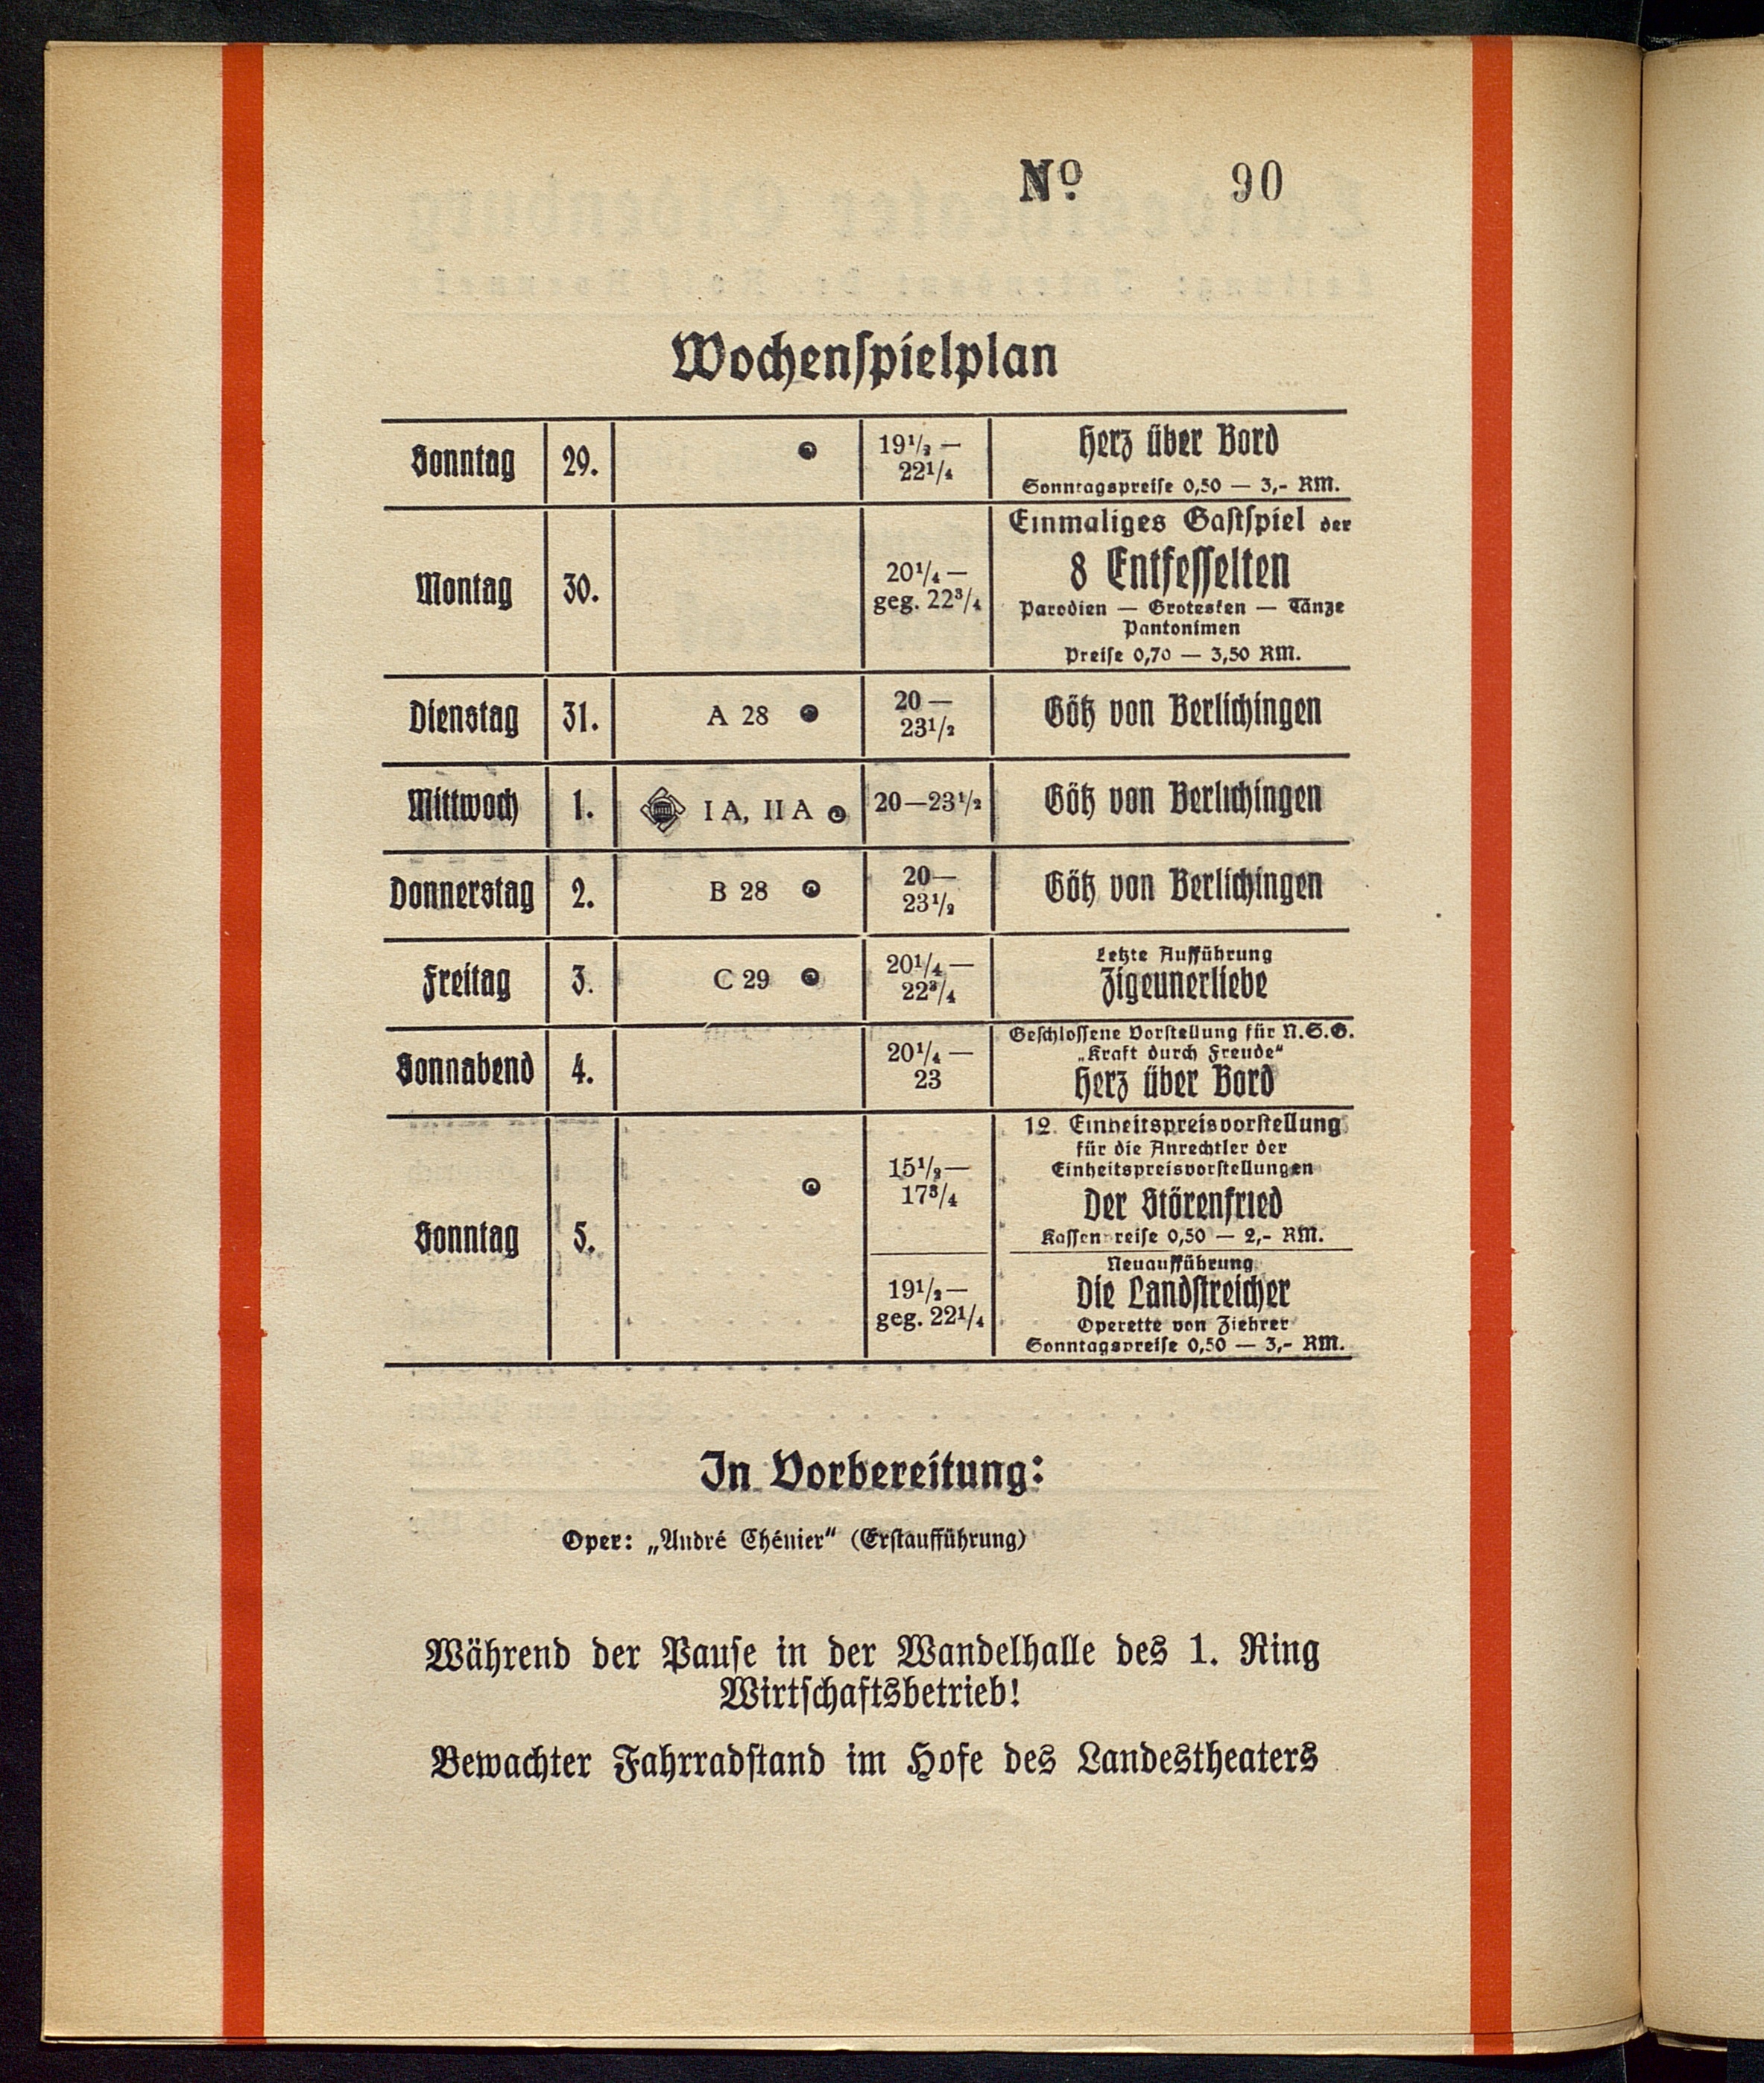 No. 90
Wochenspielplan
Sonntag 29. 19½ — 22¼ Herz über Bord
Sonntagspreise 0,50 — 3,- RM.
Montag 30. 20¼ — geg. 22¾ Einmaliges Gastspiel der
8 Entfesselten
Parodien — Grotesken — Tänze
Pantonimen
Preise 0,70 — 3,50 RM.
Dienstag 31. A 28 20 — 23½ Götz von Berlichingen
Mittwoch 1. I A, II A 20—23½ Götz von Berlichingen
Donnerstag 2. B 28 20— 23½ Götz von Berlichingen
Freitag 3. C 29 20¼ — 22¾ Letzte Aufführung
Zigeunerliebe
Sonnabend 4. 20¼ — 23 Geschlossene Vorstellung für N.S.G.
„Kraft durch Freude“
Herz über Bord
Sonntag 5. 15½— 17¾ 12. Einheitspreisvorstellung
für die Anrechtler der
Einheitspreisvorstellungen
Der Störenfried
Kassenpreise 0,50 — 2,- RM.
19½— geg. 22¼ Neuaufführung
Die Landstreicher
Operette von Ziehrer
Sonntagspreise 0,50 — 3,- RM.
In Vorbereitung:
Oper: „André Chénier“ (Erstaufführung)
Während der Pause in der Wandelhalle des 1. Ring
Wirtschaftsbetrieb!
Bewachter Fahrradstand im Hofe des Landestheaters